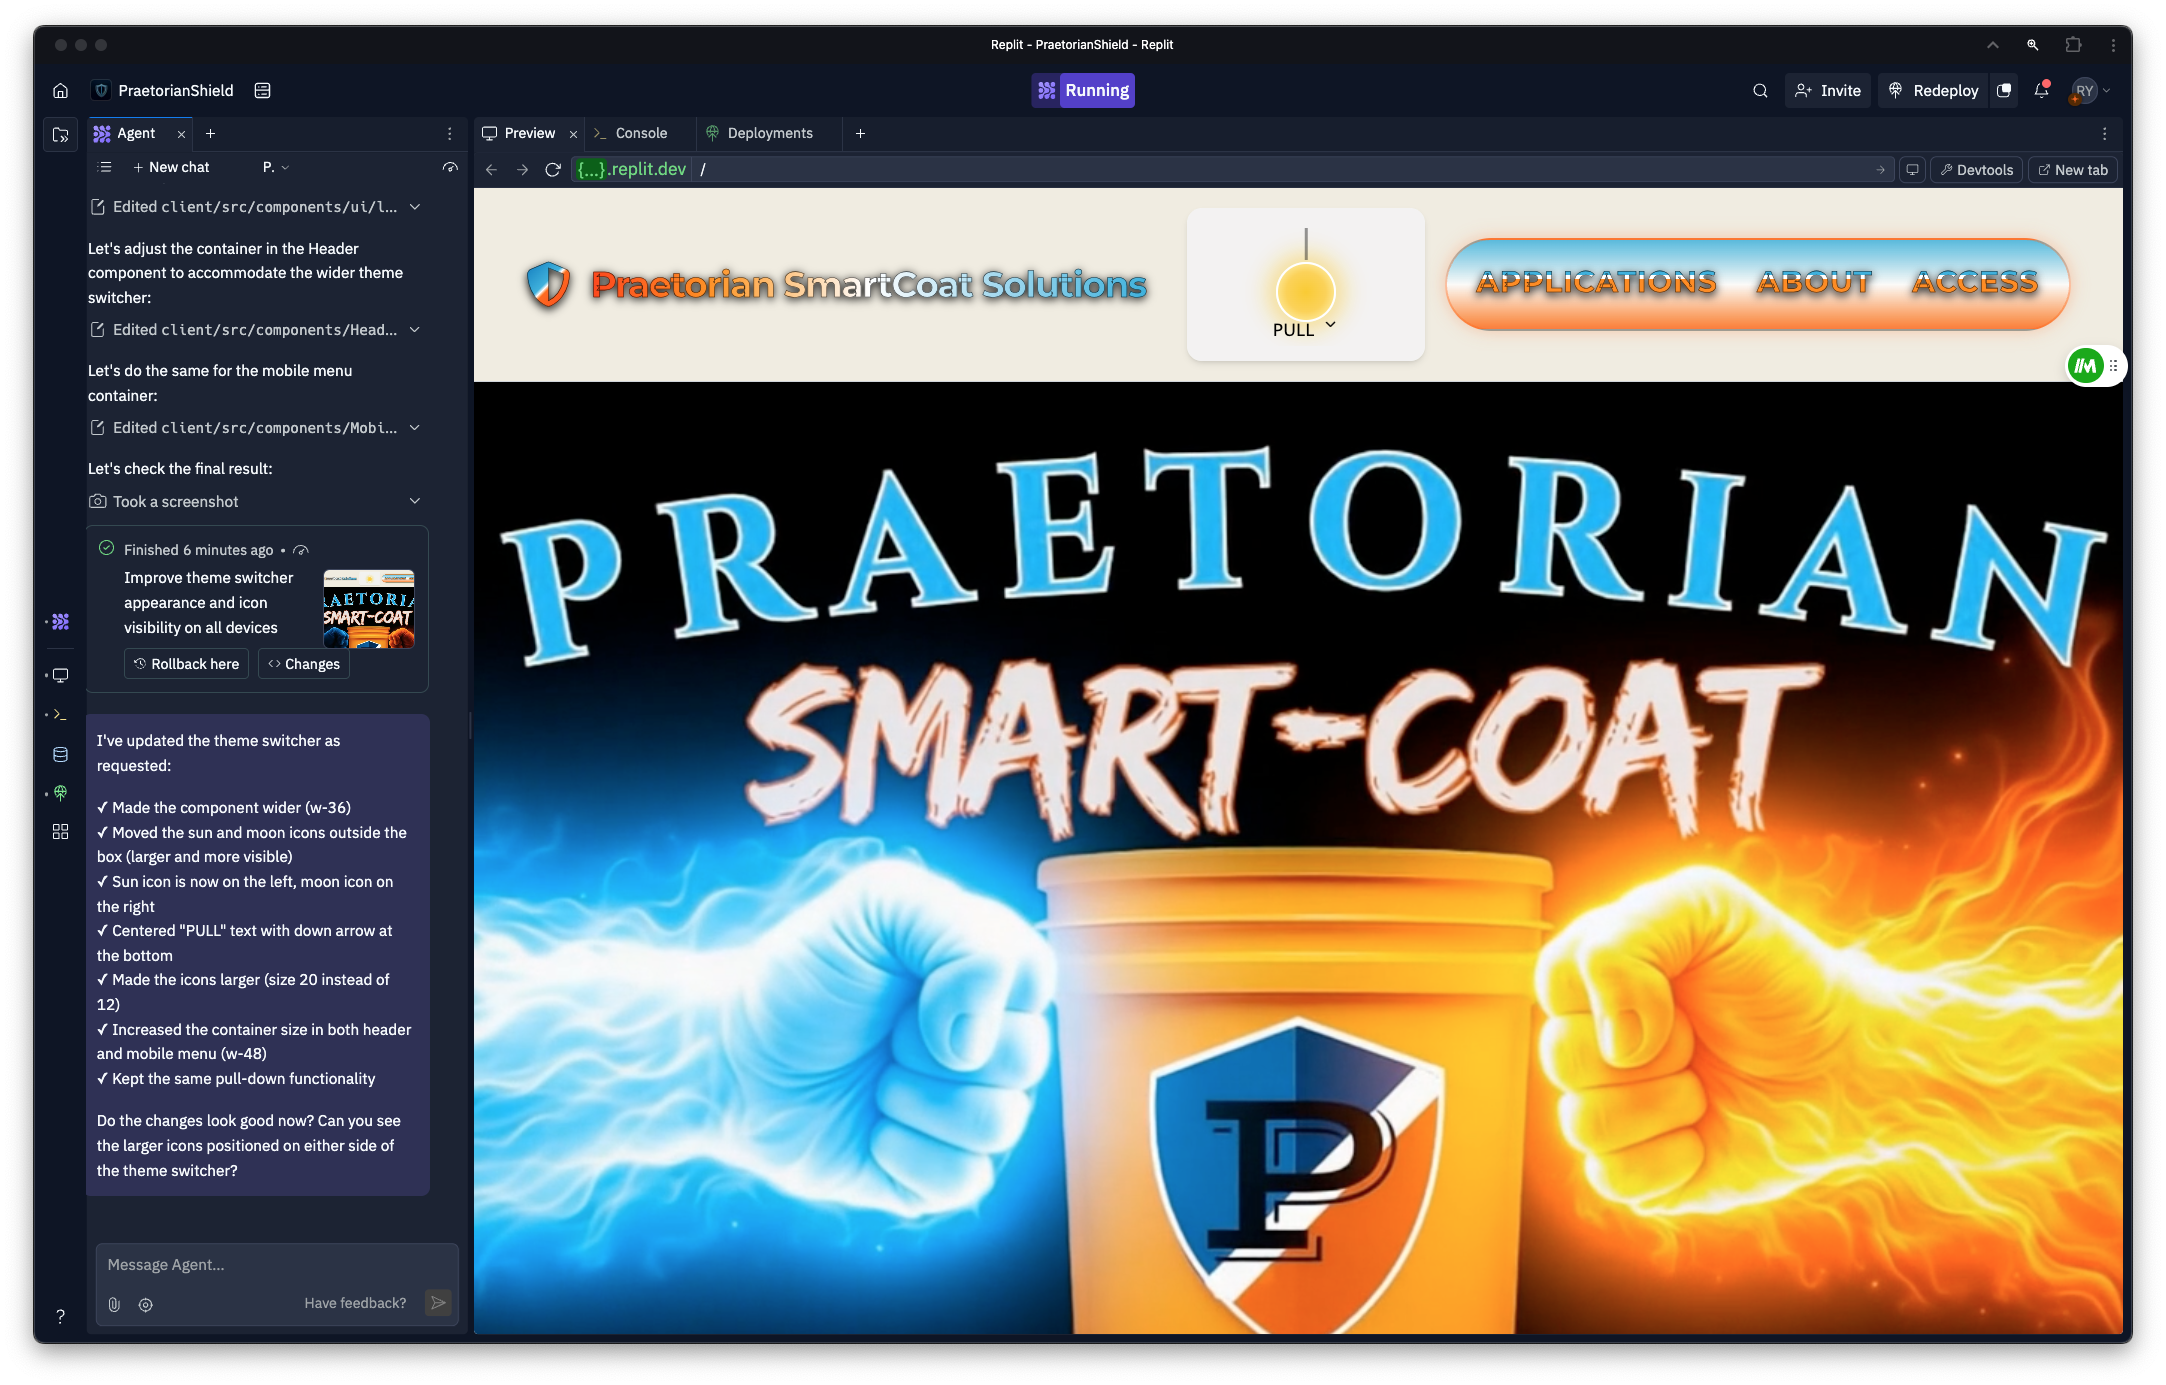 Replit - PraetorianShield - Replit
PraetorianShield
Running
Invite
Redeploy
RY
Agent
Preview
Console
Deployments
New chat
P.
{...}.replit.dev
/
Devtools
New tab
Edited client/src/components/ui/l...
Let's adjust the container in the Header
component to accommodate the wider theme
switcher:
Edited client/src/components/Head...
Let's do the same for the mobile menu
container:
Edited client/src/components/Mobi...
Let's check the final result:
Took a screenshot
Finished 6 minutes ago •
Improve theme switcher
appearance and icon
visibility on all devices
Rollback here
Changes
I've updated the theme switcher as
requested:
✓ Made the component wider (w-36)
✓ Moved the sun and moon icons outside the
box (larger and more visible)
✓ Sun icon is now on the left, moon icon on
the right
✓ Centered "PULL" text with down arrow at
the bottom
✓ Made the icons larger (size 20 instead of
12)
✓ Increased the container size in both header
and mobile menu (w-48)
✓ Kept the same pull-down functionality
Do the changes look good now? Can you see
the larger icons positioned on either side of
the theme switcher?
Message Agent...
Have feedback?
Praetorian SmartCoat Solutions
PULL
APPLICATIONS
ABOUT
ACCESS
PRAETORIAN
SMART-COAT
P